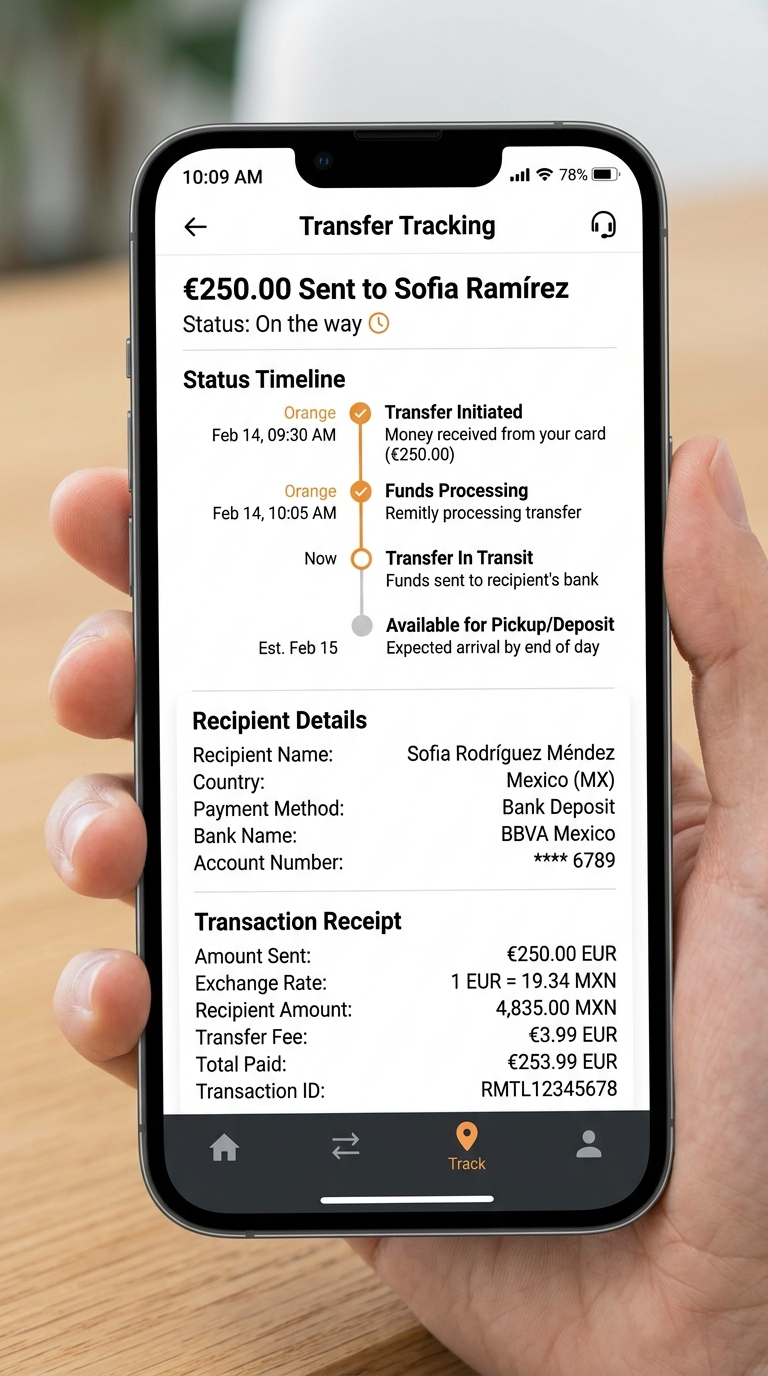 10:09 AM
78%
Transfer Tracking
€250.00 Sent to Sofia Ramírez
Status: On the way
Status Timeline
Orange
Feb 14, 09:30 AM
Transfer Initiated
Money received from your card
(€250.00)
Orange
Feb 14, 10:05 AM
Funds Processing
Remitly processing transfer
Now
Transfer In Transit
Funds sent to recipient's bank
Est. Feb 15
Available for Pickup/Deposit
Expected arrival by end of day
Recipient Details
Recipient Name: Sofia Rodríguez Méndez
Country: Mexico (MX)
Payment Method: Bank Deposit
Bank Name: BBVA Mexico
Account Number: **** 6789
Transaction Receipt
Amount Sent: €250.00 EUR
Exchange Rate: 1 EUR = 19.34 MXN
Recipient Amount: 4,835.00 MXN
Transfer Fee: €3.99 EUR
Total Paid: €253.99 EUR
Transaction ID: RMTL12345678
Track